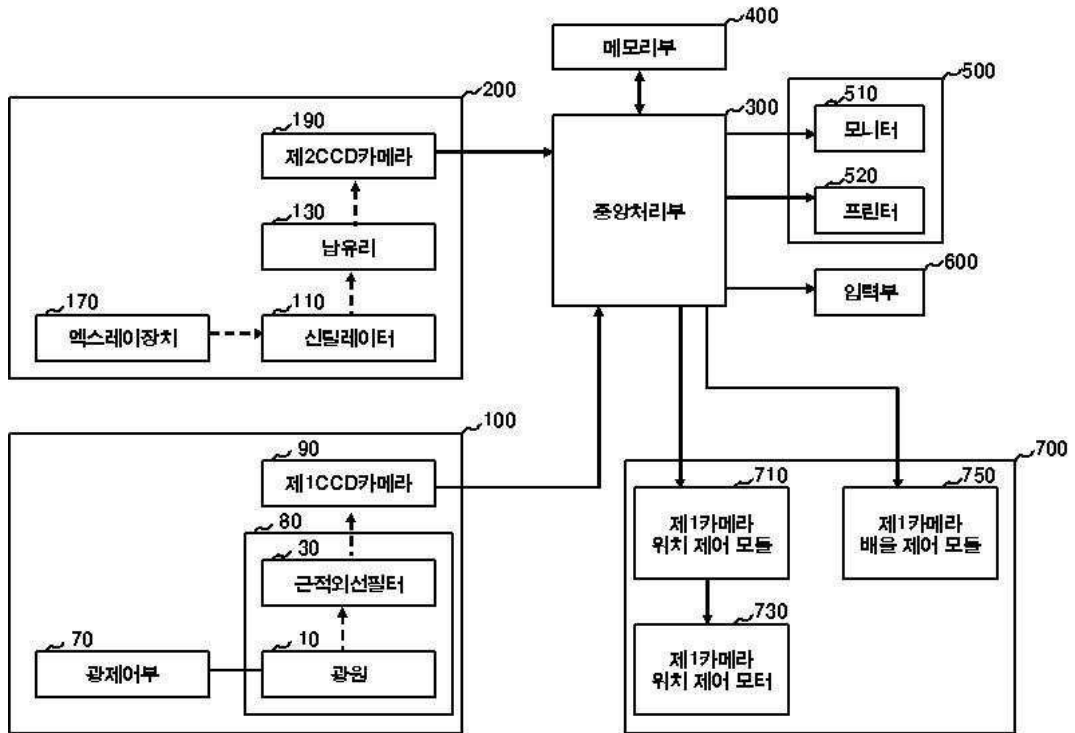 400
메모리부
200
190
제2CCD카메라
130
납유리
170
엑스레이장치
110
신틸레이터
300
중앙처리부
500
510
모니터
520
프린터
600
입력부
100
90
제1CCD카메라
80
30
근적외선필터
70
광제어부
10
광원
700
710
제1카메라
위치 제어 모듈
750
제1카메라
배율 제어 모듈
730
제1카메라
위치 제어 모터